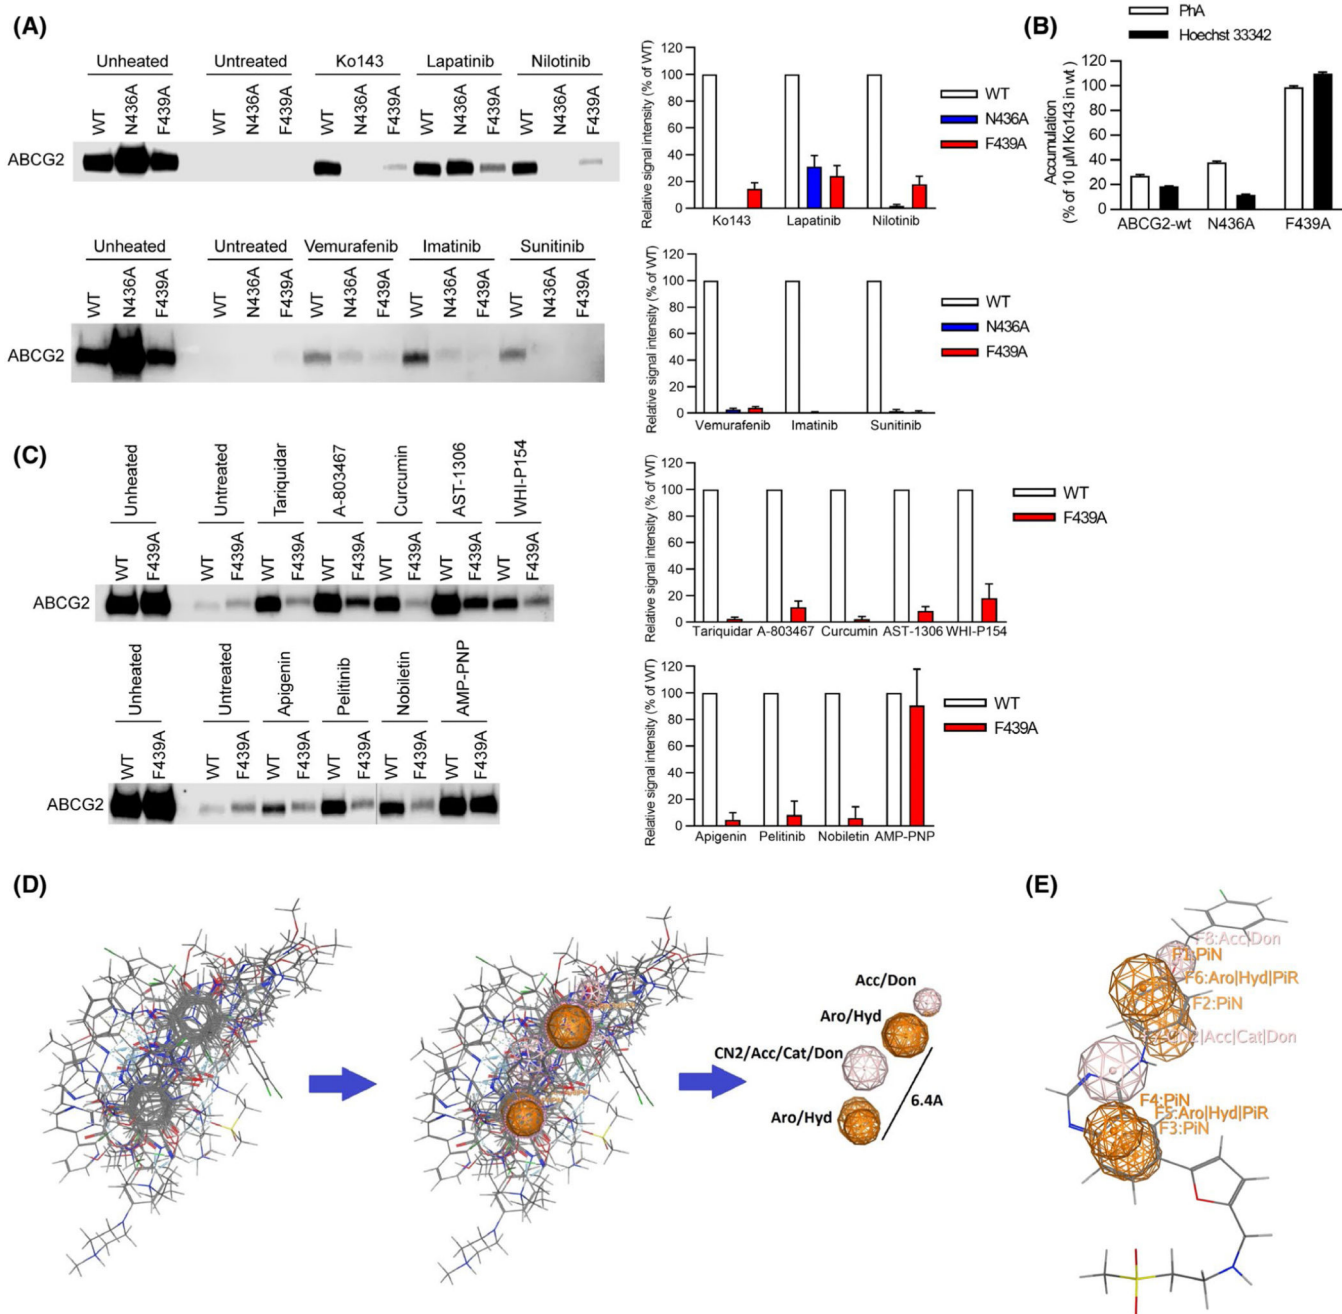 (A)
Unheated Untreated Ko143 Lapatinib Nilotinib
WT N436A F439A WT N436A F439A WT N436A F439A WT N436A F439A WT N436A F439A
ABCG2
Relative signal intensity (% of WT)
120
100
80
60
40
20
0
Ko143 Lapatinib Nilotinib
WT
N436A
F439A
(B)
PhA
Hoechst 33342
Accumulation
(% of 10 µM Ko143 in wt)
120
100
80
60
40
20
0
ABCG2-wt N436A F439A
Unheated Untreated Vemurafenib Imatinib Sunitinib
WT N436A F439A WT N436A F439A WT N436A F439A WT N436A F439A WT N436A F439A
ABCG2
Relative signal intensity (% of WT)
120
100
80
60
40
20
0
Vemurafenib Imatinib Sunitinib
WT
N436A
F439A
(C)
Unheated Untreated Tariquidar A-803467 Curcumin AST-1306 WHI-P154
WT F439A WT F439A WT F439A WT F439A WT F439A WT F439A WT F439A
ABCG2
Relative signal intensity (% of WT)
120
100
80
60
40
20
0
Tariquidar A-803467 Curcumin AST-1306 WHI-P154
WT
F439A
Unheated Untreated Apigenin Pelitinib Nobiletin AMP-PNP
WT F439A WT F439A WT F439A WT F439A WT F439A WT F439A
ABCG2
Relative signal intensity (% of WT)
120
100
80
60
40
20
0
Apigenin Pelitinib Nobiletin AMP-PNP
WT
F439A
(D)
Acc/Don
Aro/Hyd
CN2/Acc/Cat/Don
Aro/Hyd
6.4A
(E)
F8:Acc|Don
F1:PiN
F6:Aro|Hyd|PiR
F2:PiN
|Acc|Cat|Don
F4:PiN
F5:Aro|Hyd|PiR
F3:PiN